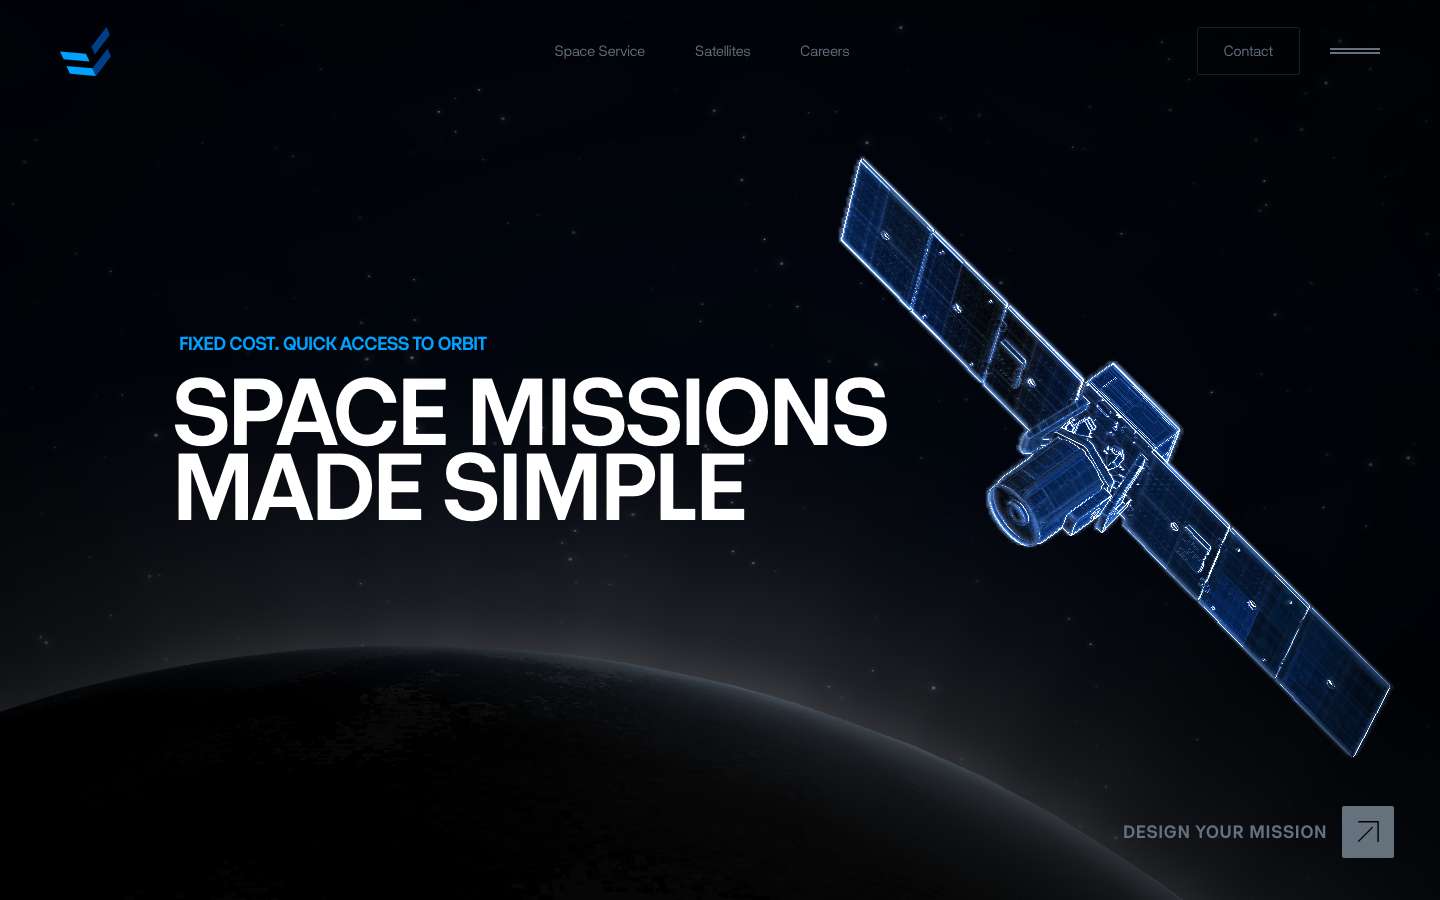 Space Service
Satellites
Careers
Contact
FIXED COST. QUICK ACCESS TO ORBIT
SPACE MISSIONS
MADE SIMPLE
DESIGN YOUR MISSION